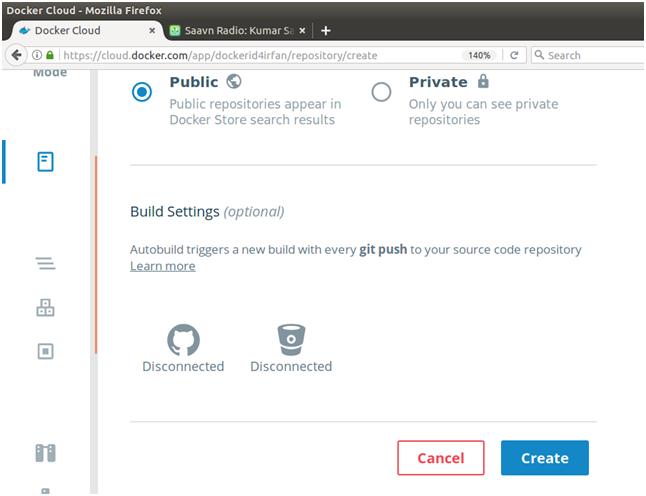 Docker Cloud - Mozilla Firefox
Docker Cloud
Saavn Radio: Kumar Sa
https://cloud.docker.com/app/dockerid4irfan/repository/create
140%
Search
Mode
Public
Private
Public repositories appear in
Docker Store search results
Only you can see private
repositories
Build Settings (optional)
Autobuild triggers a new build with every git push to your source code repository
Learn more
Disconnected
Disconnected
Cancel
Create